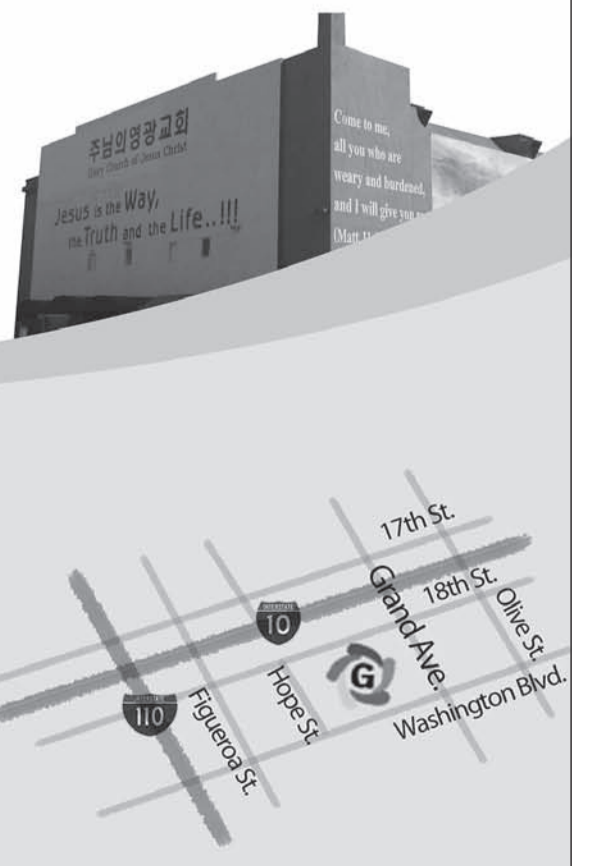 주님의영광교회
Glory Church of Jesus Christ
Jesus is the Way,
the Truth and the Life..!!!
Come to me,
all you who are
weary and burdened,
and I will give you
(Matt.
17th St.
INTERSTATE
10
18th St.
Grand Ave.
Olive St.
G
Hope St.
Washington Blvd.
INTERSTATE
110
Figueroa St.